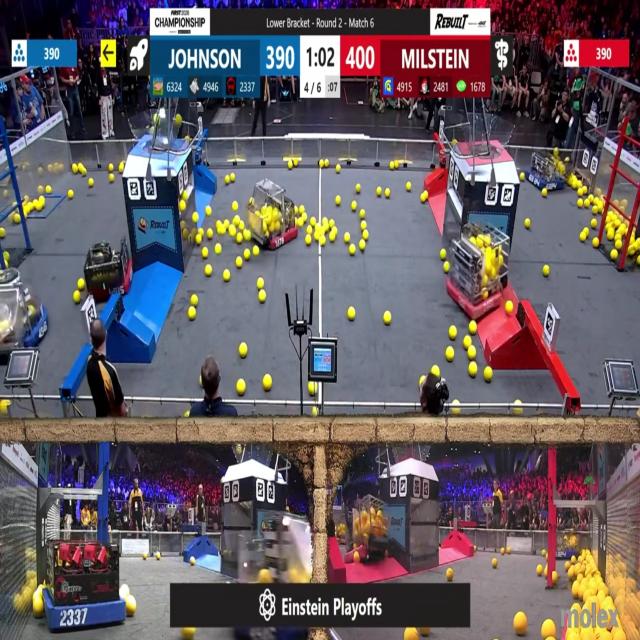 FIRST
CHAMPIONSHIP
Lower Bracket - Round 2 - Match 6
REBUILT
390
JOHNSON
390
1:02
400
MILSTEIN
390
6324
4946
2337
4 / 6
:07
4915
2481
1678
REBUILT
2337
Einstein Playoffs
molex